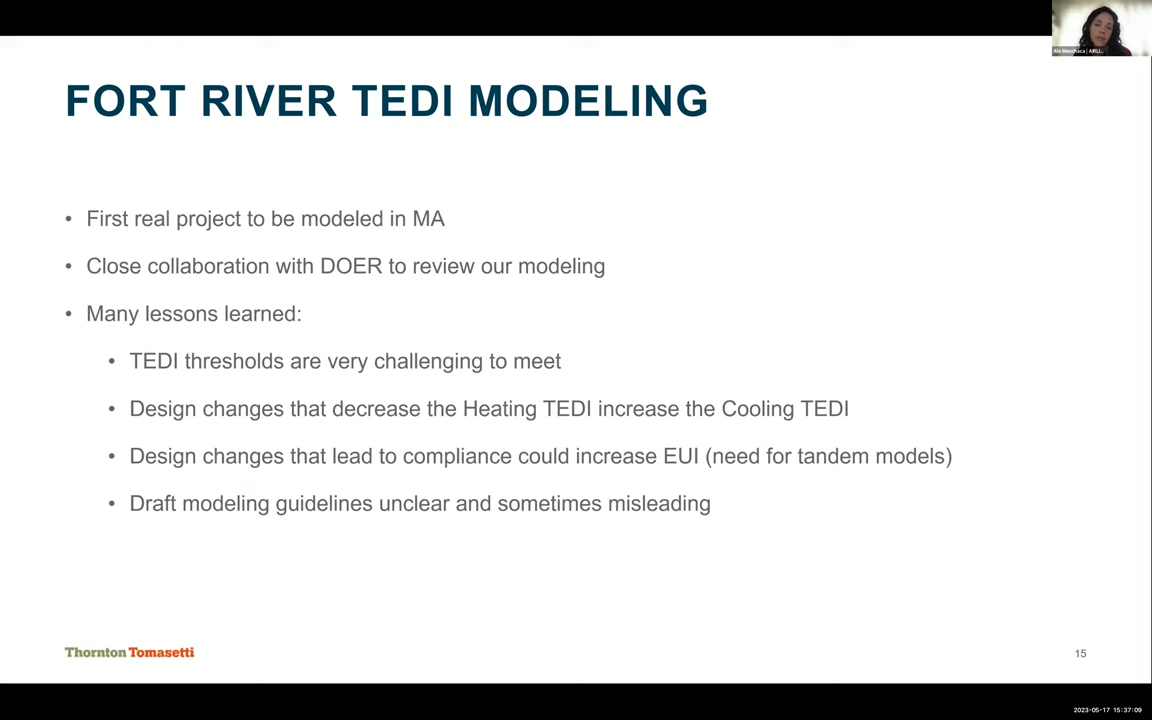 Ale Menchaca | AIRLI...
FORT RIVER TEDI MODELING
• First real project to be modeled in MA
• Close collaboration with DOER to review our modeling
• Many lessons learned:
• TEDI thresholds are very challenging to meet
• Design changes that decrease the Heating TEDI increase the Cooling TEDI
• Design changes that lead to compliance could increase EUI (need for tandem models)
• Draft modeling guidelines unclear and sometimes misleading
Thornton Tomasetti
15
2023-05-17 15:37:09